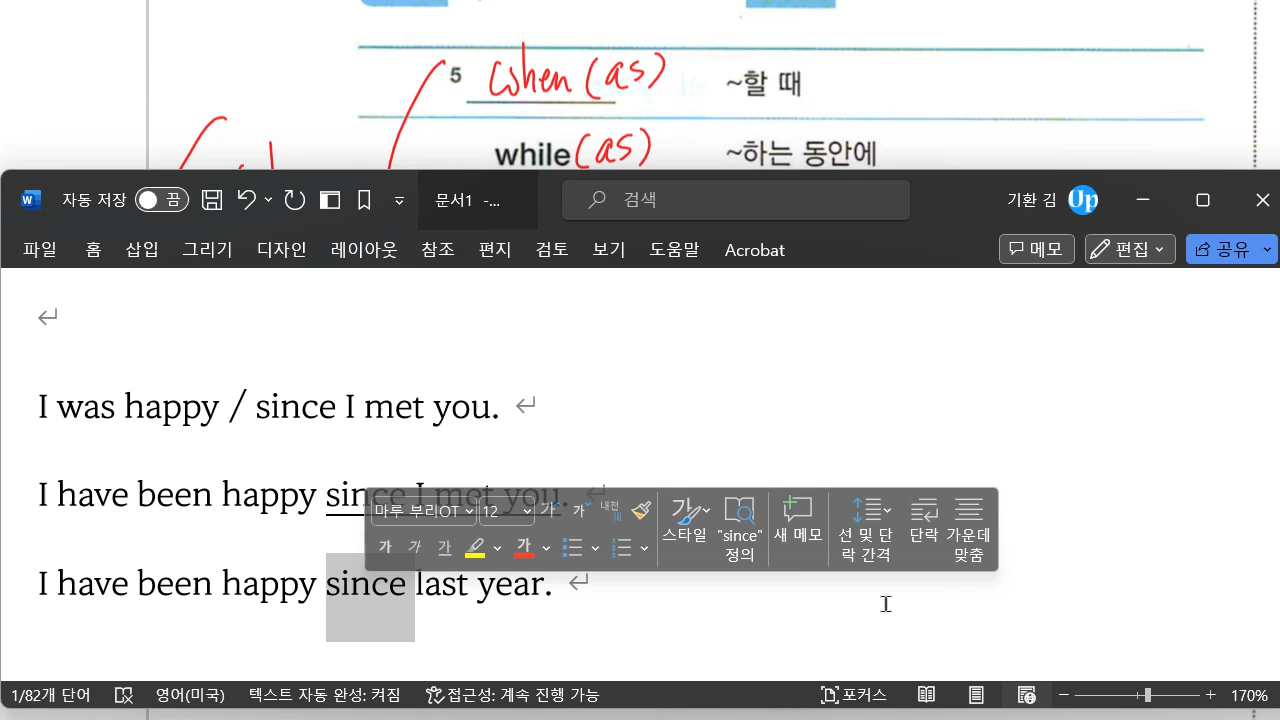 5 when (as) ~할 때
while (as) ~하는 동안에
자동 저장 끔 문서1 -... 검색 기환 김 Up
파일 홈 삽입 그리기 디자인 레이아웃 참조 편지 검토 보기 도움말 Acrobat 메모 편집 공유
I was happy / since I met you.
I have been happy since I met you.
마루 부리OT 12 가 가 내천 가 스타일 "since" 정의 새 메모 선 및 단락 간격 단락 가운데 맞춤
가 가 가 가
I have been happy since last year.
1/82개 단어 영어(미국) 텍스트 자동 완성: 켜짐 접근성: 계속 진행 가능 포커스 170%